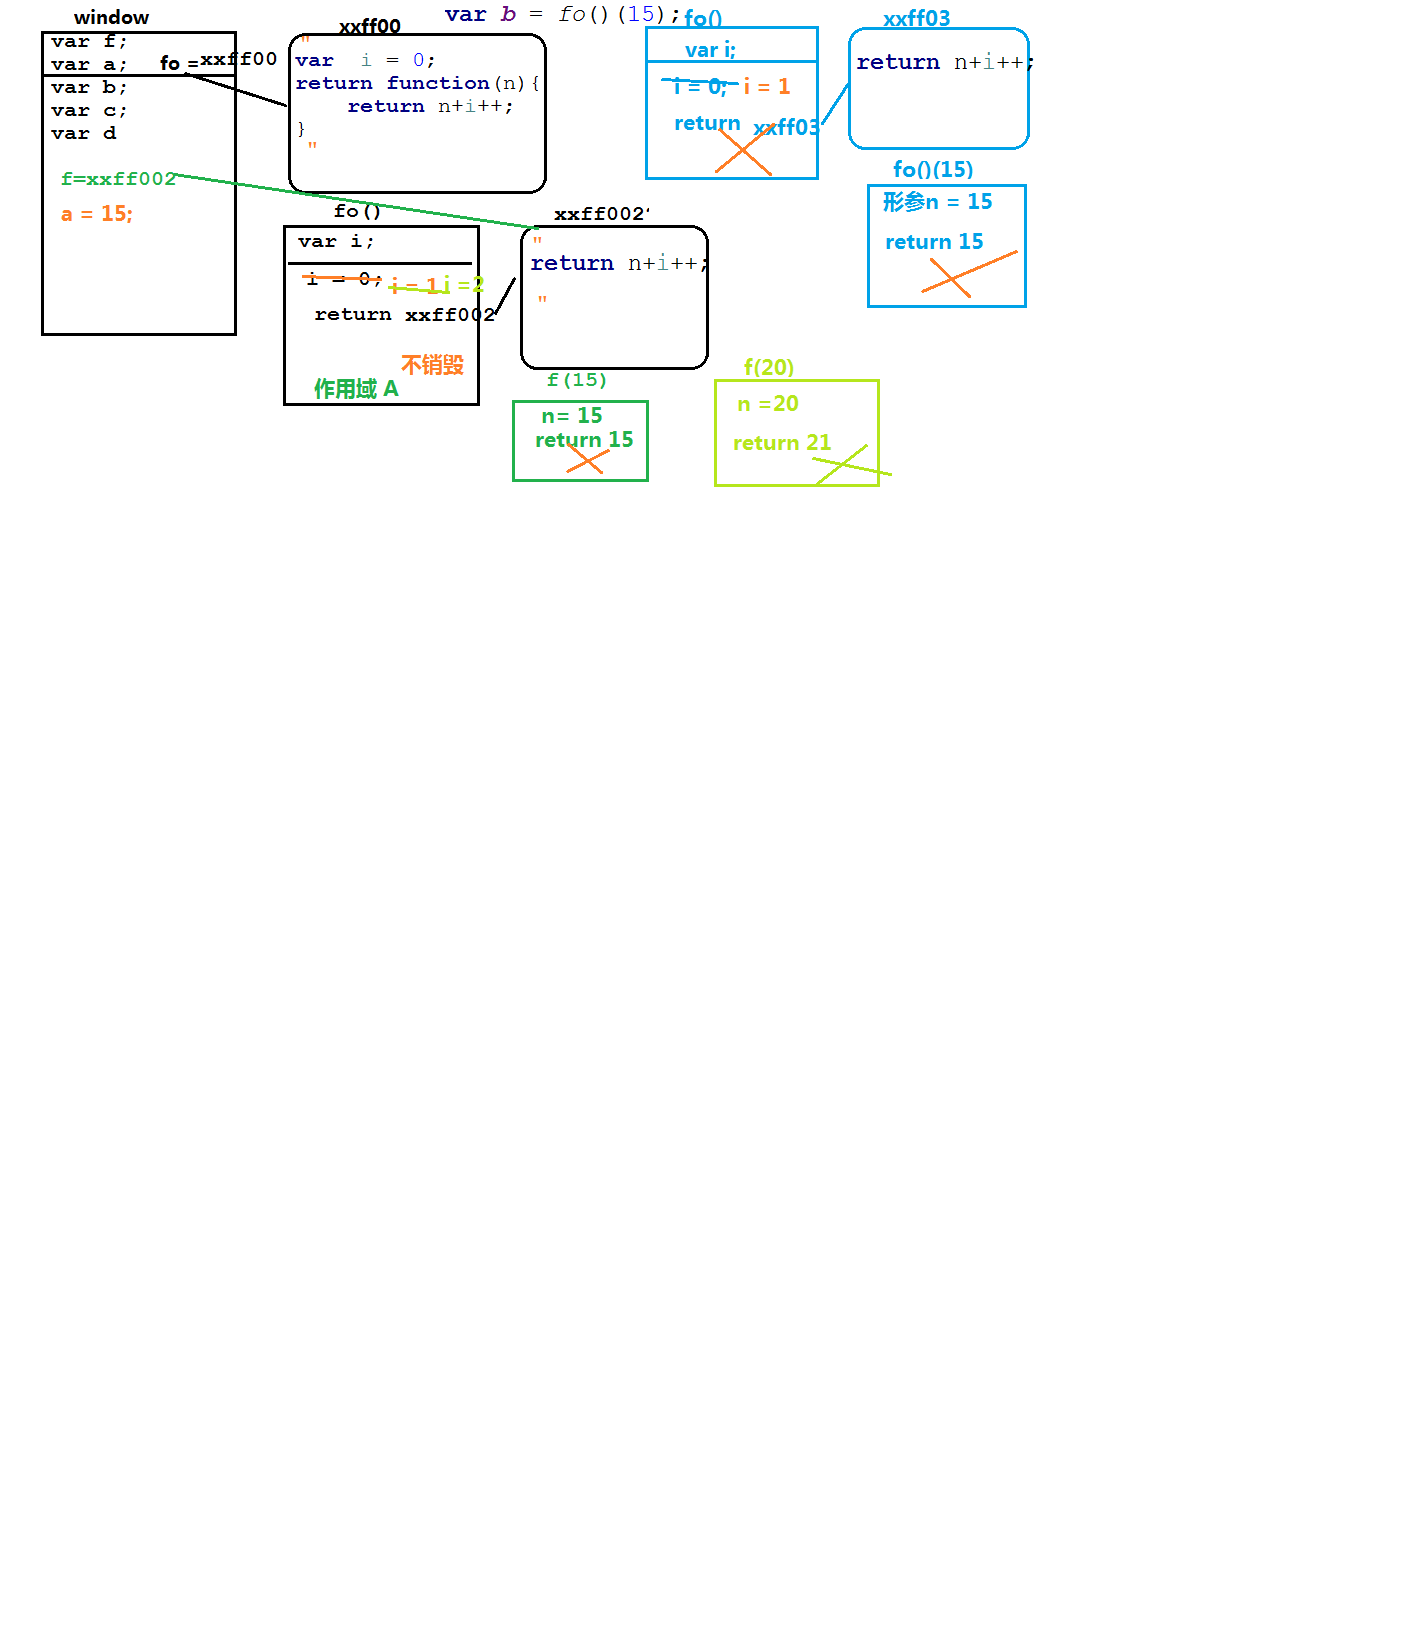 window
var f;
var a;
fo =xxff00
var b;
var c;
var d
f=xxff002
a = 15;
xxff00
"
var i = 0;
return function(n){
return n+i++;
}
"
var b = fo()(15);
fo()
var i;
i = 0; i = 1
return xxff03
xxff03
return n+i++;
fo()(15)
形参n = 15
return 15
fo()
var i;
i = 0; i = 1 i =2
return xxff002
不销毁
作用域 A
xxff002'
"
return n+i++;
"
f(15)
n= 15
return 15
f(20)
n =20
return 21